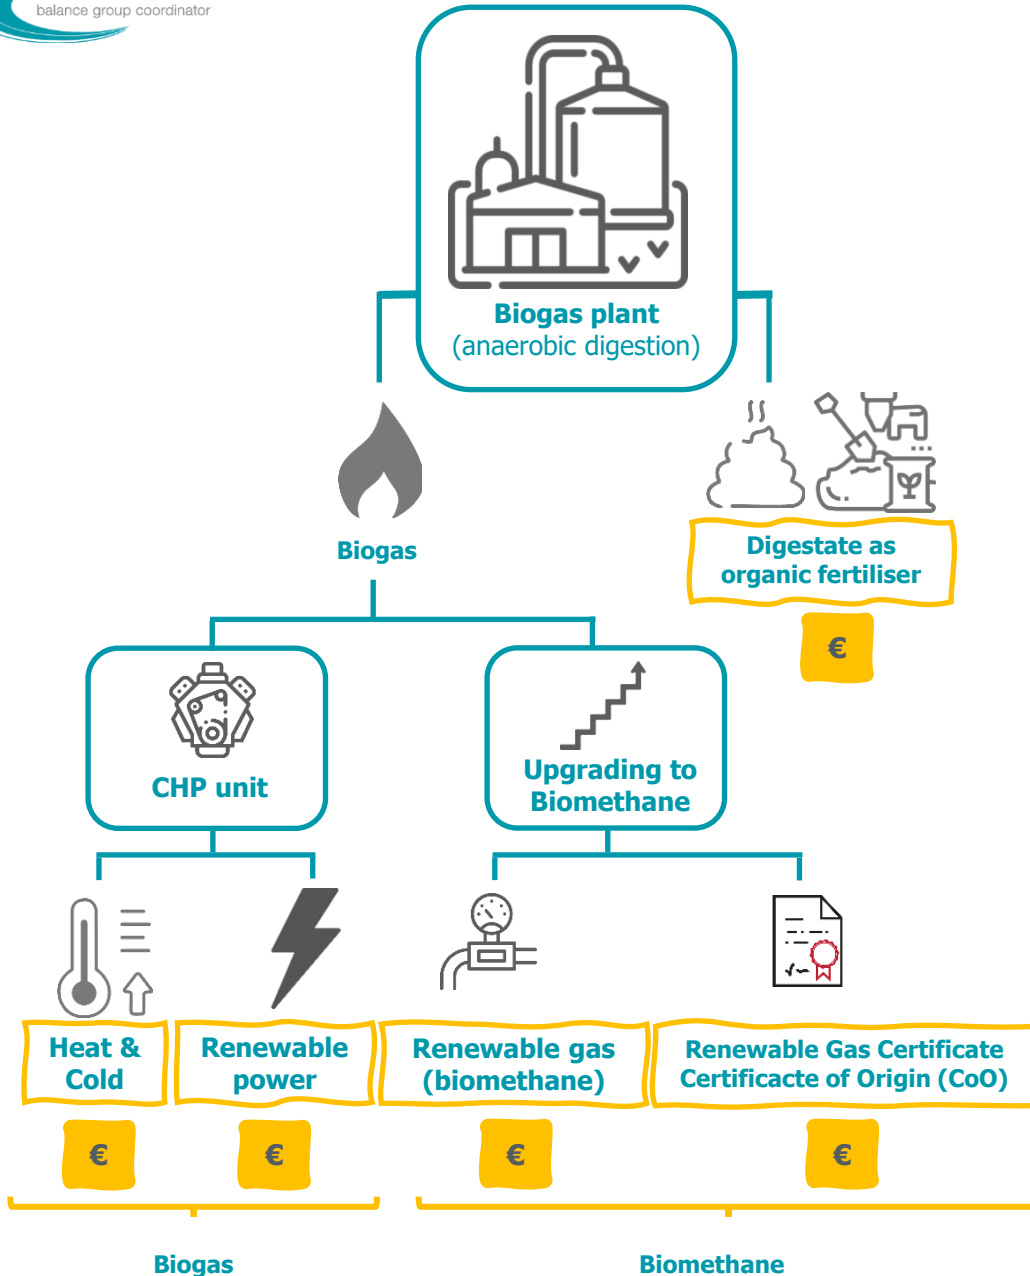 balance group coordinator
Biogas plant
(anaerobic digestion)
Biogas
Digestate as
organic fertiliser
€
CHP unit
Upgrading to
Biomethane
Heat &
Cold
Renewable
power
Renewable gas
(biomethane)
Renewable Gas Certificate
Certificacte of Origin (CoO)
€
€
€
€
Biogas
Biomethane